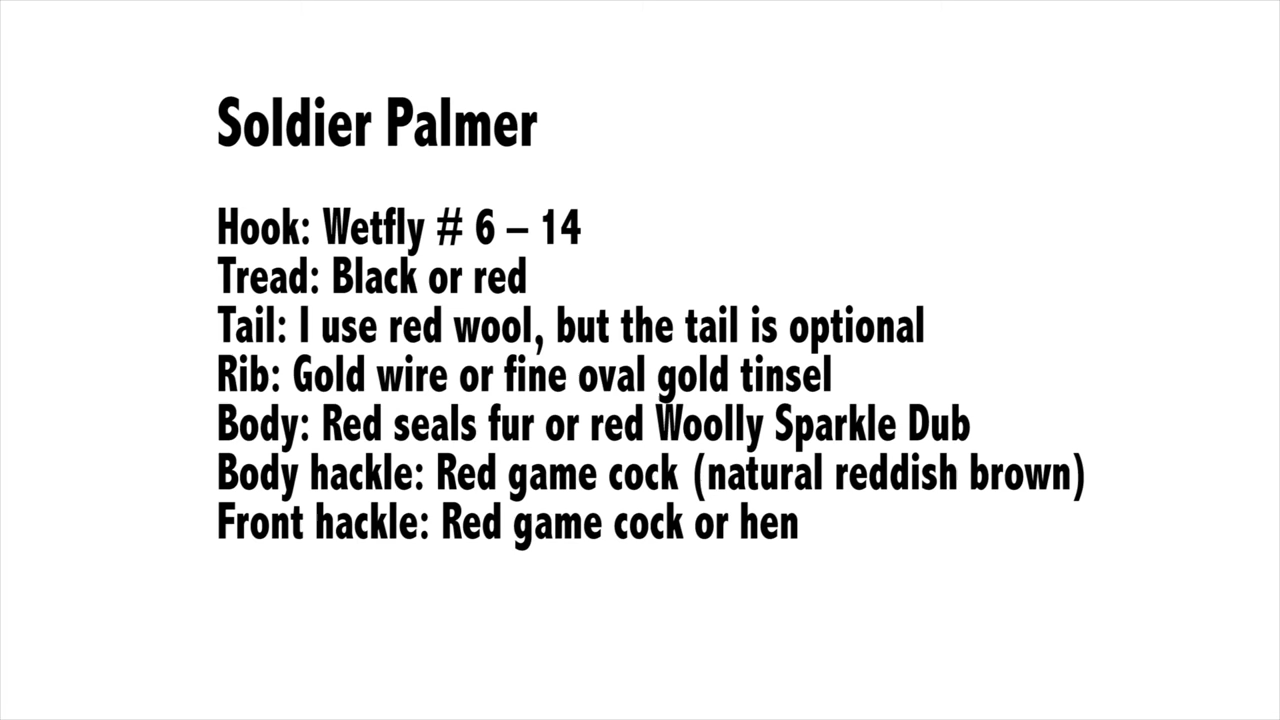 Soldier Palmer
Hook: Wetfly # 6 – 14
Tread: Black or red
Tail: I use red wool, but the tail is optional
Rib: Gold wire or fine oval gold tinsel
Body: Red seals fur or red Woolly Sparkle Dub
Body hackle: Red game cock (natural reddish brown)
Front hackle: Red game cock or hen